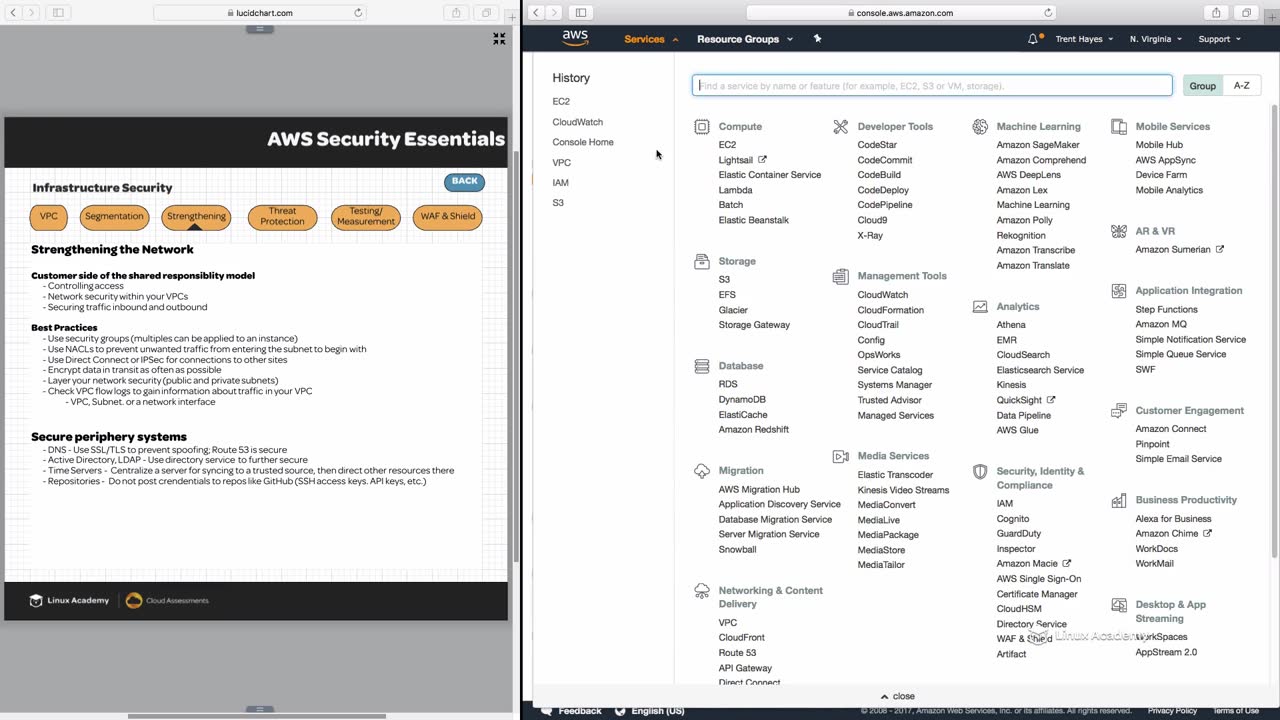 lucidchart.com
AWS Security Essentials
Infrastructure Security
BACK
VPC
Segmentation
Strengthening
Threat
Protection
Testing/
Measurement
WAF & Shield
Strengthening the Network
Customer side of the shared responsiblity model
- Controlling access
- Network security within your VPCs
- Securing traffic inbound and outbound
Best Practices
- Use security groups (multiples can be applied to an instance)
- Use NACLs to prevent unwanted traffic from entering the subnet to begin with
- Use Direct Connect or IPSec for connections to other sites
- Encrypt data in transit as often as possible
- Layer your network security (public and private subnets)
- Check VPC flow logs to gain information about traffic in your VPC
- VPC, Subnet. or a network interface
Secure periphery systems
- DNS - Use SSL/TLS to prevent spoofing; Route 53 is secure
- Active Directory, LDAP - Use directory service to further secure
- Time Servers - Centralize a server for syncing to a trusted source, then direct other resources there
- Repositories - Do not post crendentials to repos like GitHub (SSH access keys. API keys, etc.)
Linux Academy
Cloud Assessments
console.aws.amazon.com
aws
Services
Resource Groups
Trent Hayes
N. Virginia
Support
History
EC2
CloudWatch
Console Home
VPC
IAM
S3
Find a service by name or feature (for example, EC2, S3 or VM, storage).
Group
A-Z
Compute
EC2
Lightsail
Elastic Container Service
Lambda
Batch
Elastic Beanstalk
Storage
S3
EFS
Glacier
Storage Gateway
Database
RDS
DynamoDB
ElastiCache
Amazon Redshift
Migration
AWS Migration Hub
Application Discovery Service
Database Migration Service
Server Migration Service
Snowball
Networking & Content
Delivery
VPC
CloudFront
Route 53
API Gateway
Direct Connect
Developer Tools
CodeStar
CodeCommit
CodeBuild
CodeDeploy
CodePipeline
Cloud9
X-Ray
Management Tools
CloudWatch
CloudFormation
CloudTrail
Config
OpsWorks
Service Catalog
Systems Manager
Trusted Advisor
Managed Services
Media Services
Elastic Transcoder
Kinesis Video Streams
MediaConvert
MediaLive
MediaPackage
MediaStore
MediaTailor
Machine Learning
Amazon SageMaker
Amazon Comprehend
AWS DeepLens
Amazon Lex
Machine Learning
Amazon Polly
Rekognition
Amazon Transcribe
Amazon Translate
Analytics
Athena
EMR
CloudSearch
Elasticsearch Service
Kinesis
QuickSight
Data Pipeline
AWS Glue
Security, Identity &
Compliance
IAM
Cognito
GuardDuty
Inspector
Amazon Macie
AWS Single Sign-On
Certificate Manager
CloudHSM
Directory Service
WAF & Shield
Artifact
Mobile Services
Mobile Hub
AWS AppSync
Device Farm
Mobile Analytics
AR & VR
Amazon Sumerian
Application Integration
Step Functions
Amazon MQ
Simple Notification Service
Simple Queue Service
SWF
Customer Engagement
Amazon Connect
Pinpoint
Simple Email Service
Business Productivity
Alexa for Business
Amazon Chime
WorkDocs
WorkMail
Desktop & App
Streaming
WorkSpaces
AppStream 2.0
Linux Academy
close
Feedback
English (US)
© 2008 - 2017, Amazon Web Services, Inc. or its affiliates. All rights reserved.
Privacy Policy
Terms of Use